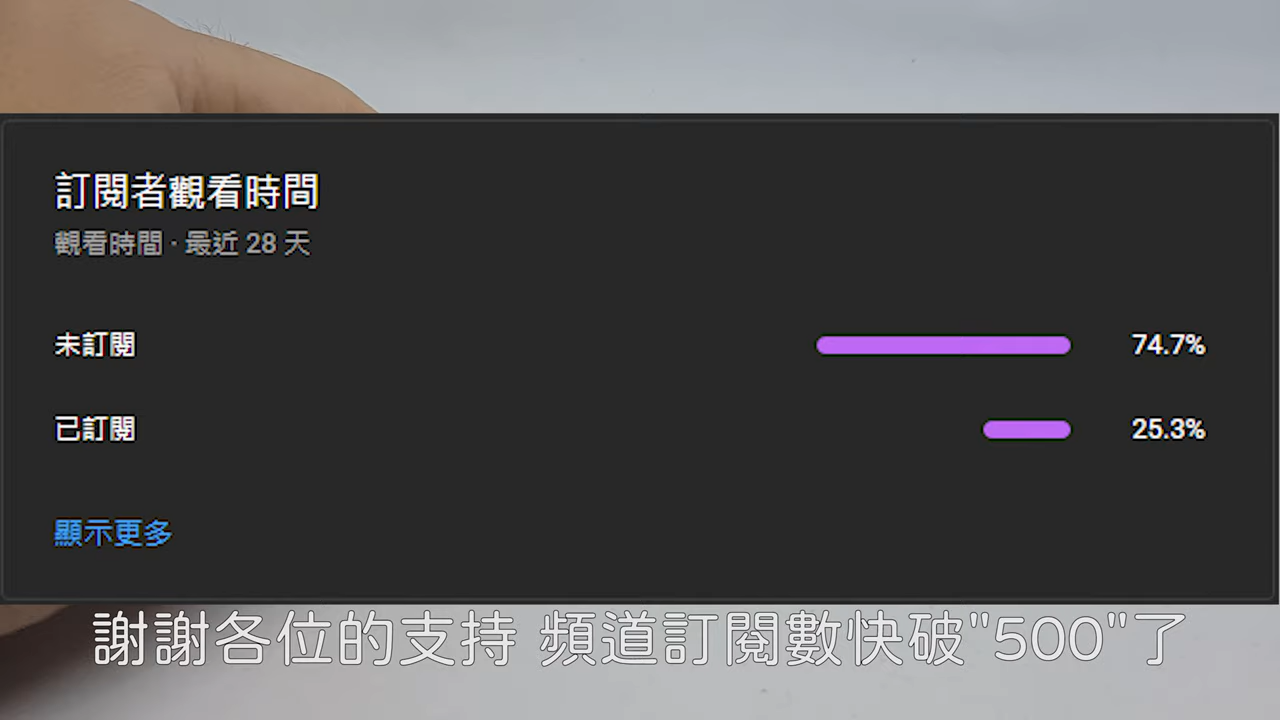 訂閱者觀看時間
觀看時間 · 最近 28 天
未訂閱 74.7%
已訂閱 25.3%
顯示更多
謝謝各位的支持 頻道訂閱數快破"500"了